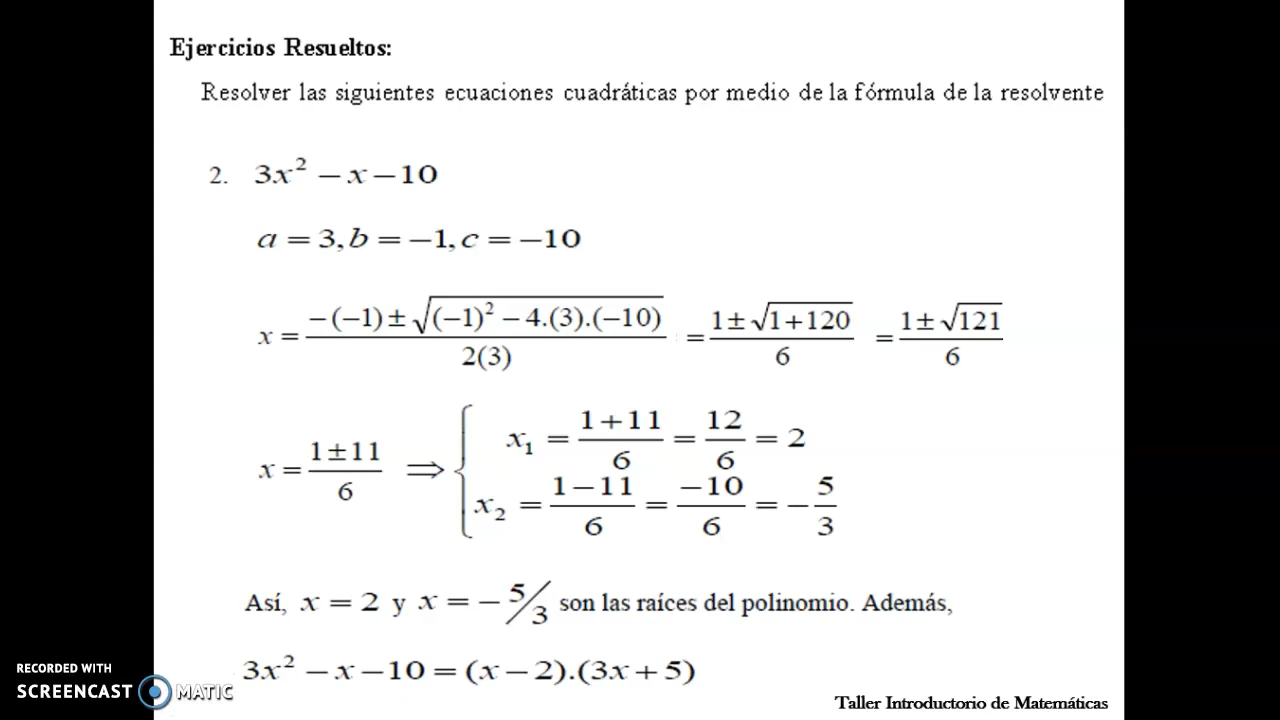 Ejercicios Resueltos:
Resolver las siguientes ecuaciones cuadráticas por medio de la fórmula de la resolvente
2. 3x² − x − 10
a = 3, b = −1, c = −10
x = (−(−1) ± √((−1)² − 4.(3).(−10))) / 2(3) = (1 ± √(1+120)) / 6 = (1 ± √121) / 6
x = (1 ± 11) / 6 ⇒ { x₁ = (1 + 11) / 6 = 12 / 6 = 2
x₂ = (1 − 11) / 6 = −10 / 6 = − 5 / 3
Así, x = 2 y x = − 5/3 son las raíces del polinomio. Además,
3x² − x − 10 = (x − 2).(3x + 5)
RECORDED WITH
SCREENCAST MATIC
Taller Introductorio de Matemáticas